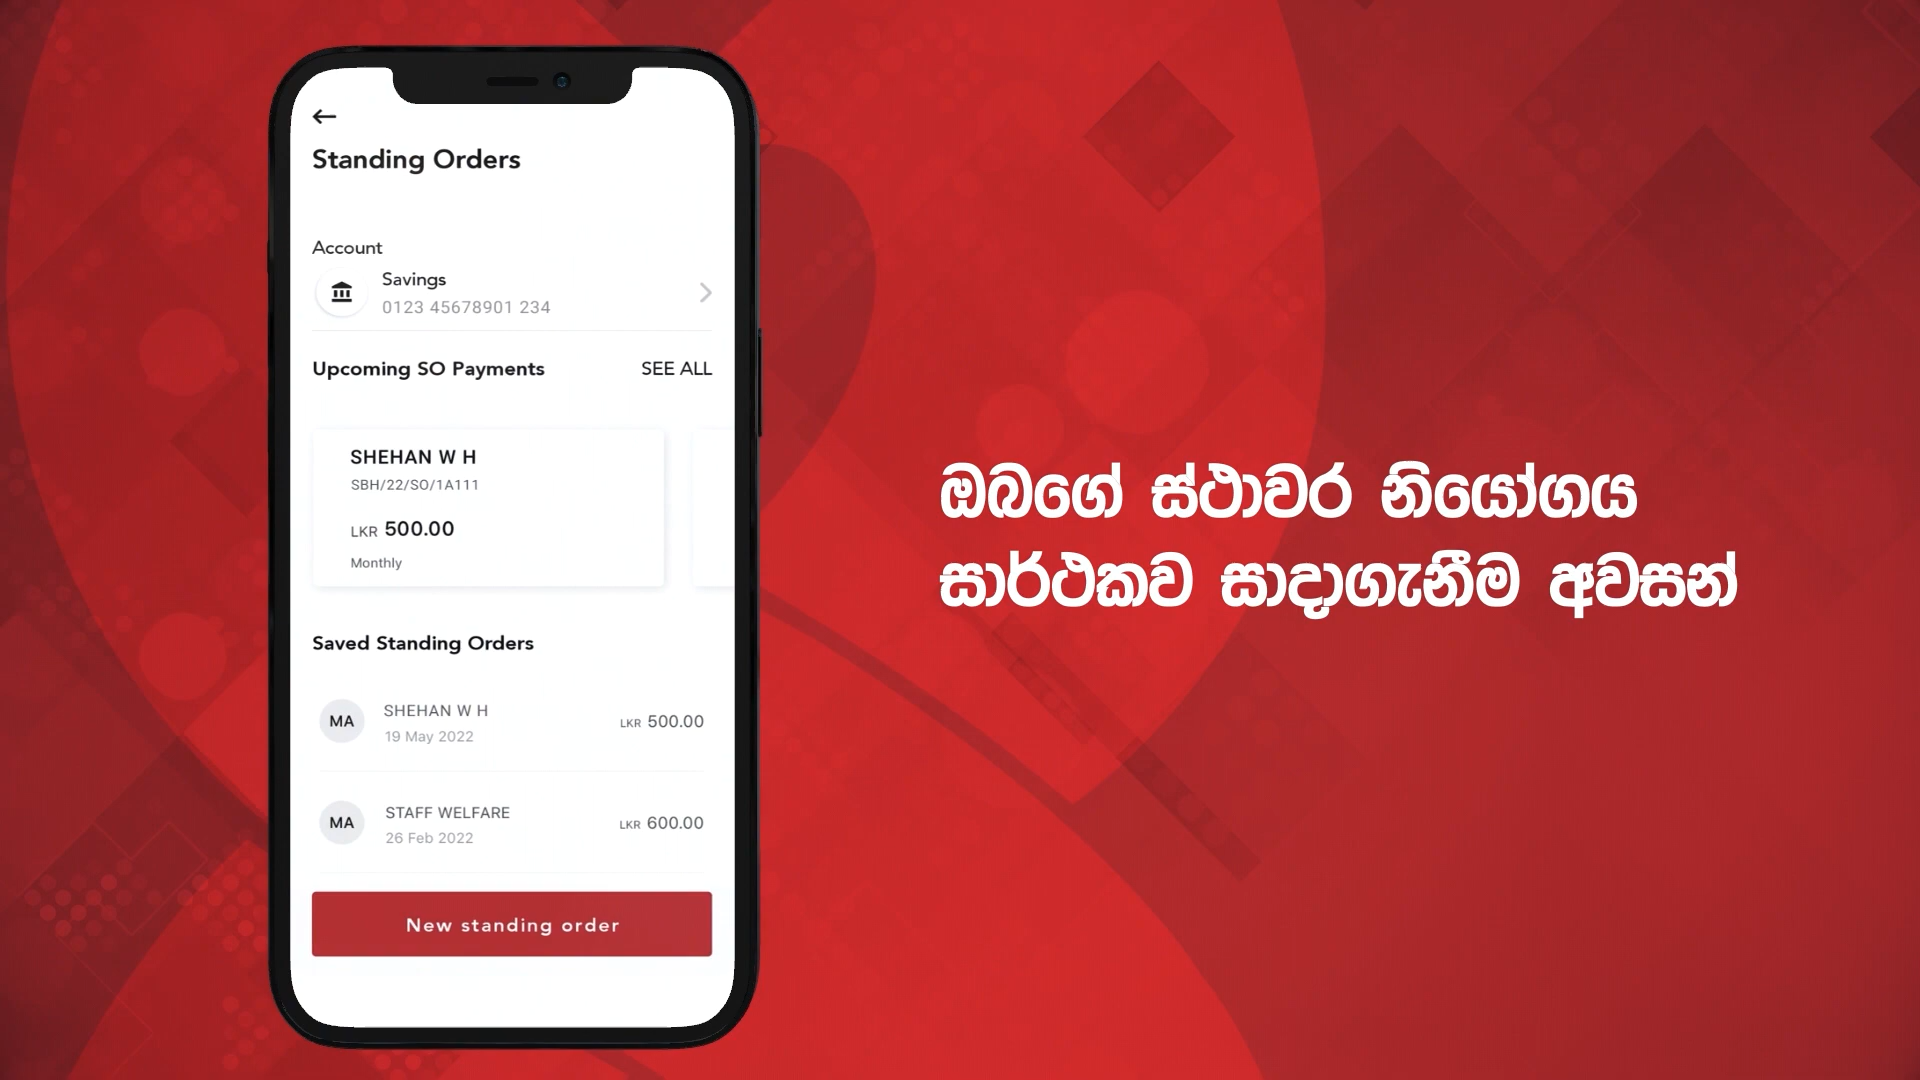 Standing Orders
Account
Savings
0123 45678901 234
Upcoming SO Payments SEE ALL
SHEHAN W H
SBH/22/SO/1A111
LKR 500.00
Monthly
Saved Standing Orders
MA SHEHAN W H LKR 500.00
19 May 2022
MA STAFF WELFARE LKR 600.00
26 Feb 2022
New standing order
ඔබගේ ස්ථාවර නියෝගය
සාර්ථකව සාදාගැනීම අවසන්